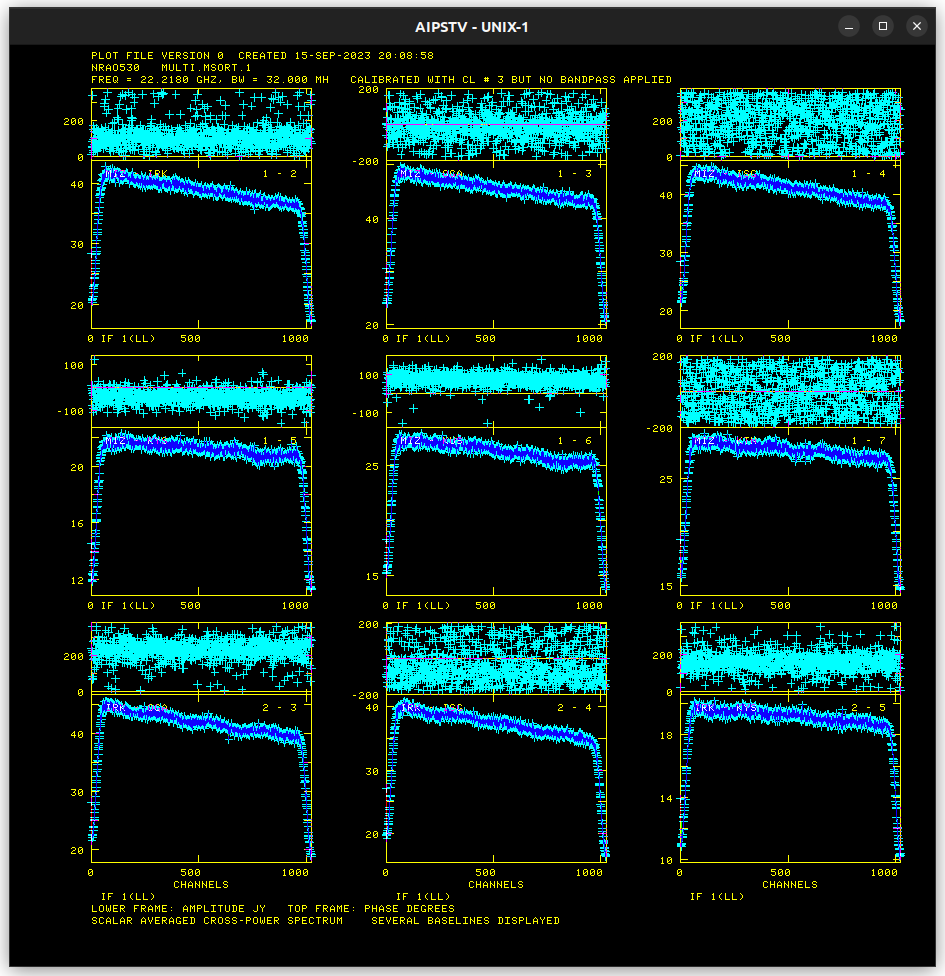 AIPSTV - UNIX-1
PLOT FILE VERSION 0 CREATED 15-SEP-2023 20:08:58
NRAO530 MULTI.MSORT.1
FREQ = 22.2180 GHZ, BW = 32.000 MH CALIBRATED WITH CL # 3 BUT NO BANDPASS APPLIED
200
0
200
-200
200
0
MIZ - IRK 1 - 2
1 - 3
1 - 4
40
30
20
40
20
40
30
20
0 IF 1(LL) 500 1000
0 IF 1(LL) 500 1000
0 IF 1(LL) 500 1000
100
-100
100
-100
200
-200
1 - 5
1 - 6
1 - 7
20
16
12
25
15
25
15
0 IF 1(LL) 500 1000
0 IF 1(LL) 500 1000
0 IF 1(LL) 500 1000
200
0
200
-200
200
0
2 - 3
2 - 4
2 - 5
40
30
20
40
30
20
18
14
10
0 500 1000
0 500 1000
0 500 1000
CHANNELS CHANNELS CHANNELS
IF 1(LL) IF 1(LL) IF 1(LL)
LOWER FRAME: AMPLITUDE JY TOP FRAME: PHASE DEGREES
SCALAR AVERAGED CROSS-POWER SPECTRUM SEVERAL BASELINES DISPLAYED